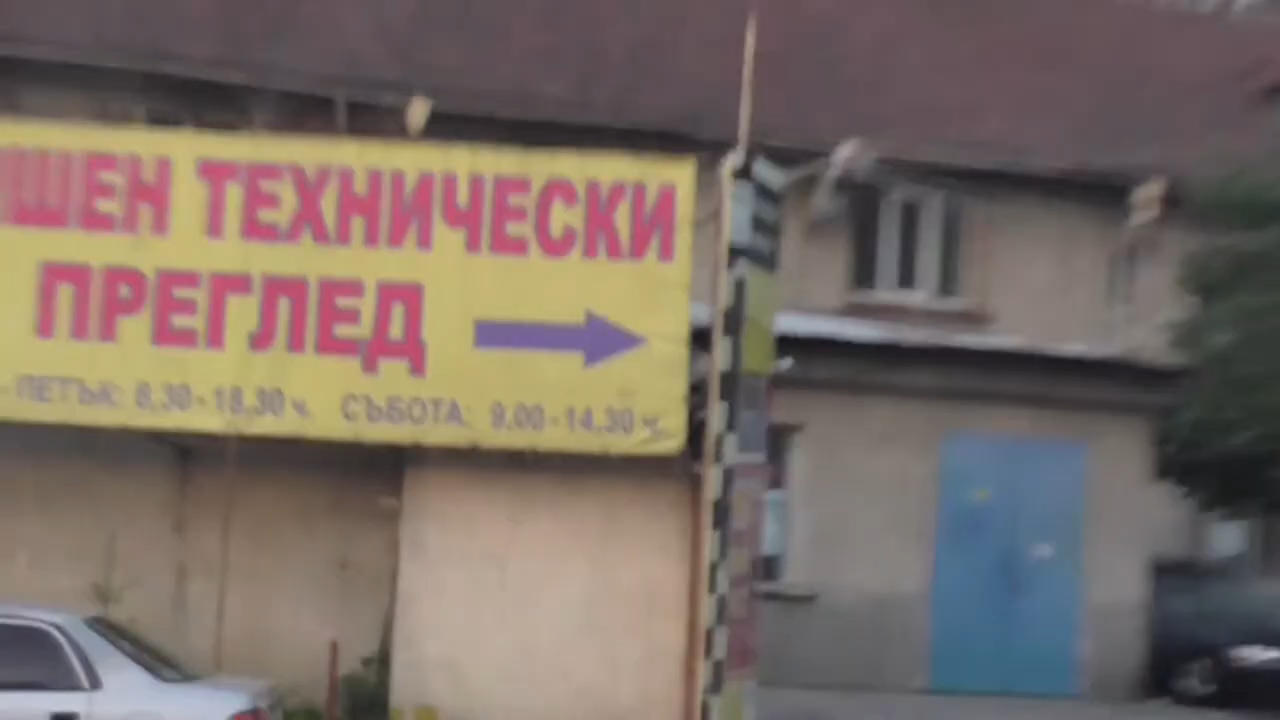 ШЕН ТЕХНИЧЕСКИ
ПРЕГЛЕД
- ПЕТЪК: 8,30 - 18,30 ч. СЪБОТА: 9,00 - 14,30 ч.